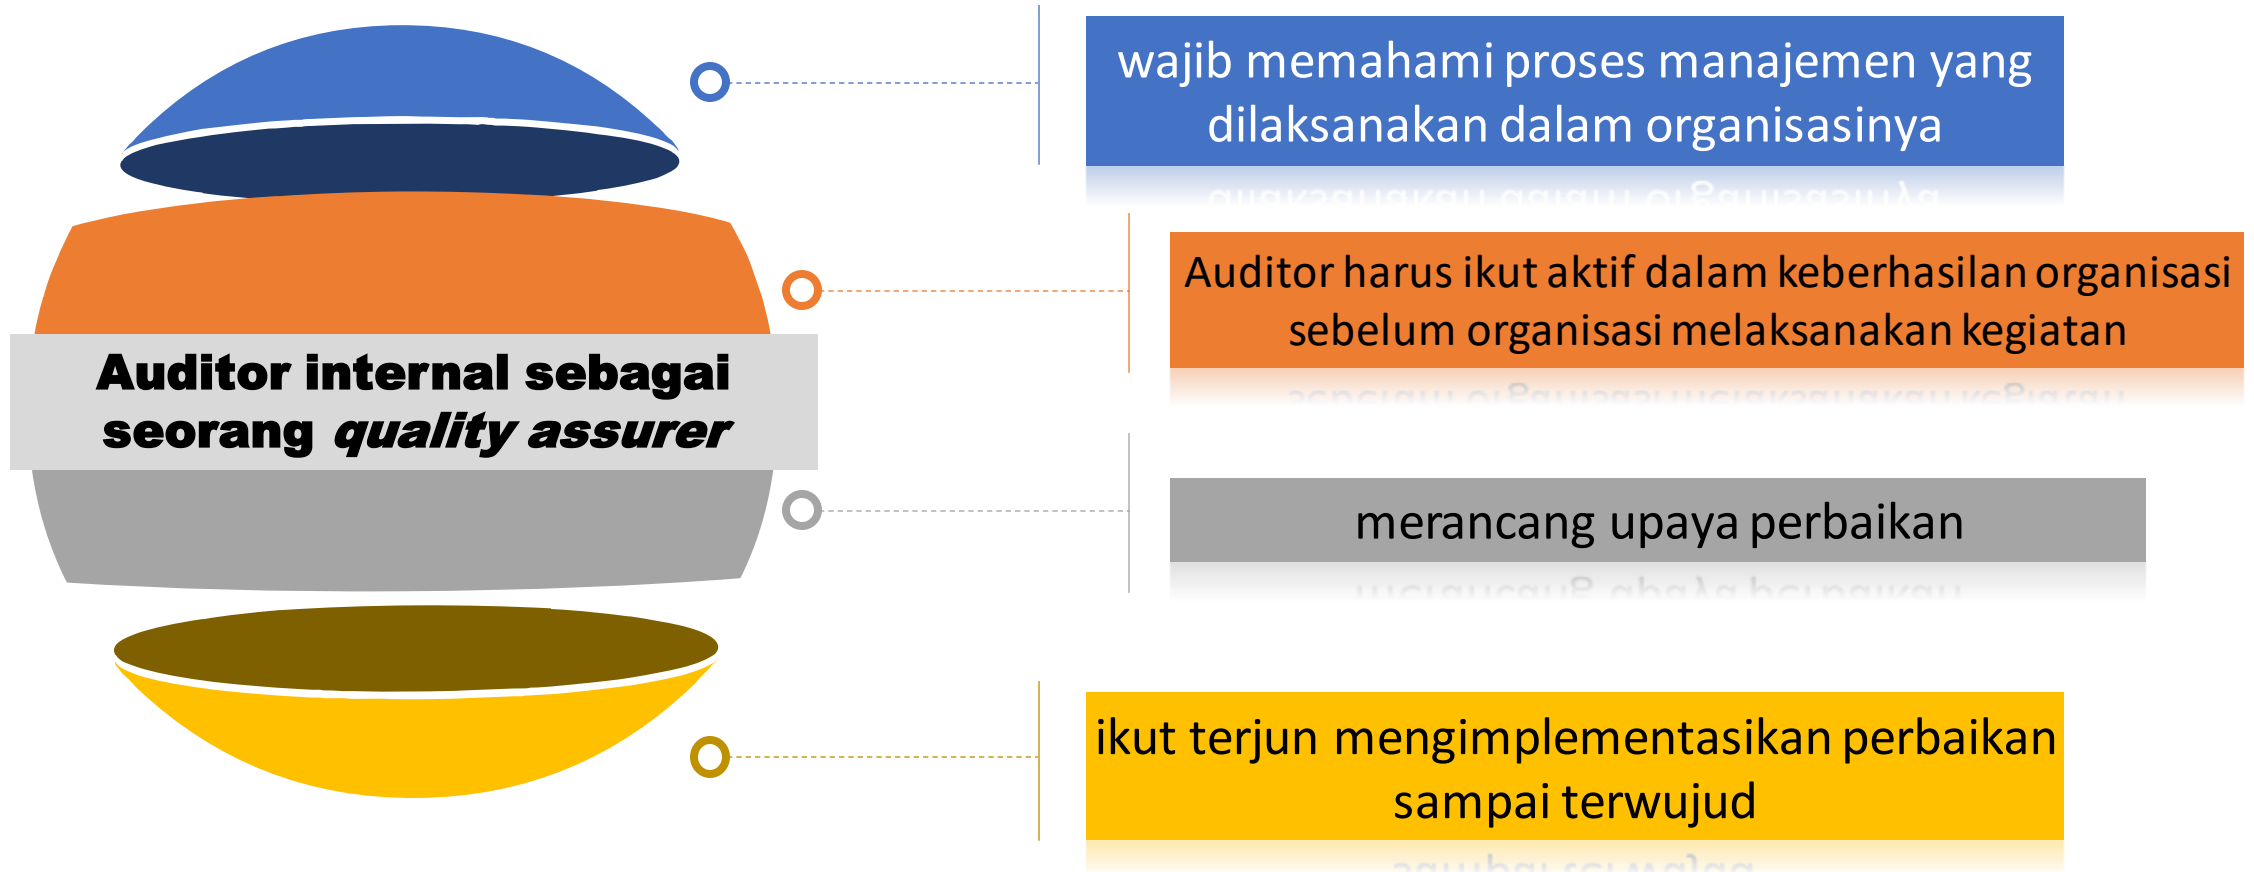 wajib memahami proses manajemen yang
dilaksanakan dalam organisasinya
Auditor harus ikut aktif dalam keberhasilan organisasi
sebelum organisasi melaksanakan kegiatan
Auditor internal sebagai
seorang quality assurer
merancang upaya perbaikan
ikut terjun mengimplementasikan perbaikan
sampai terwujud